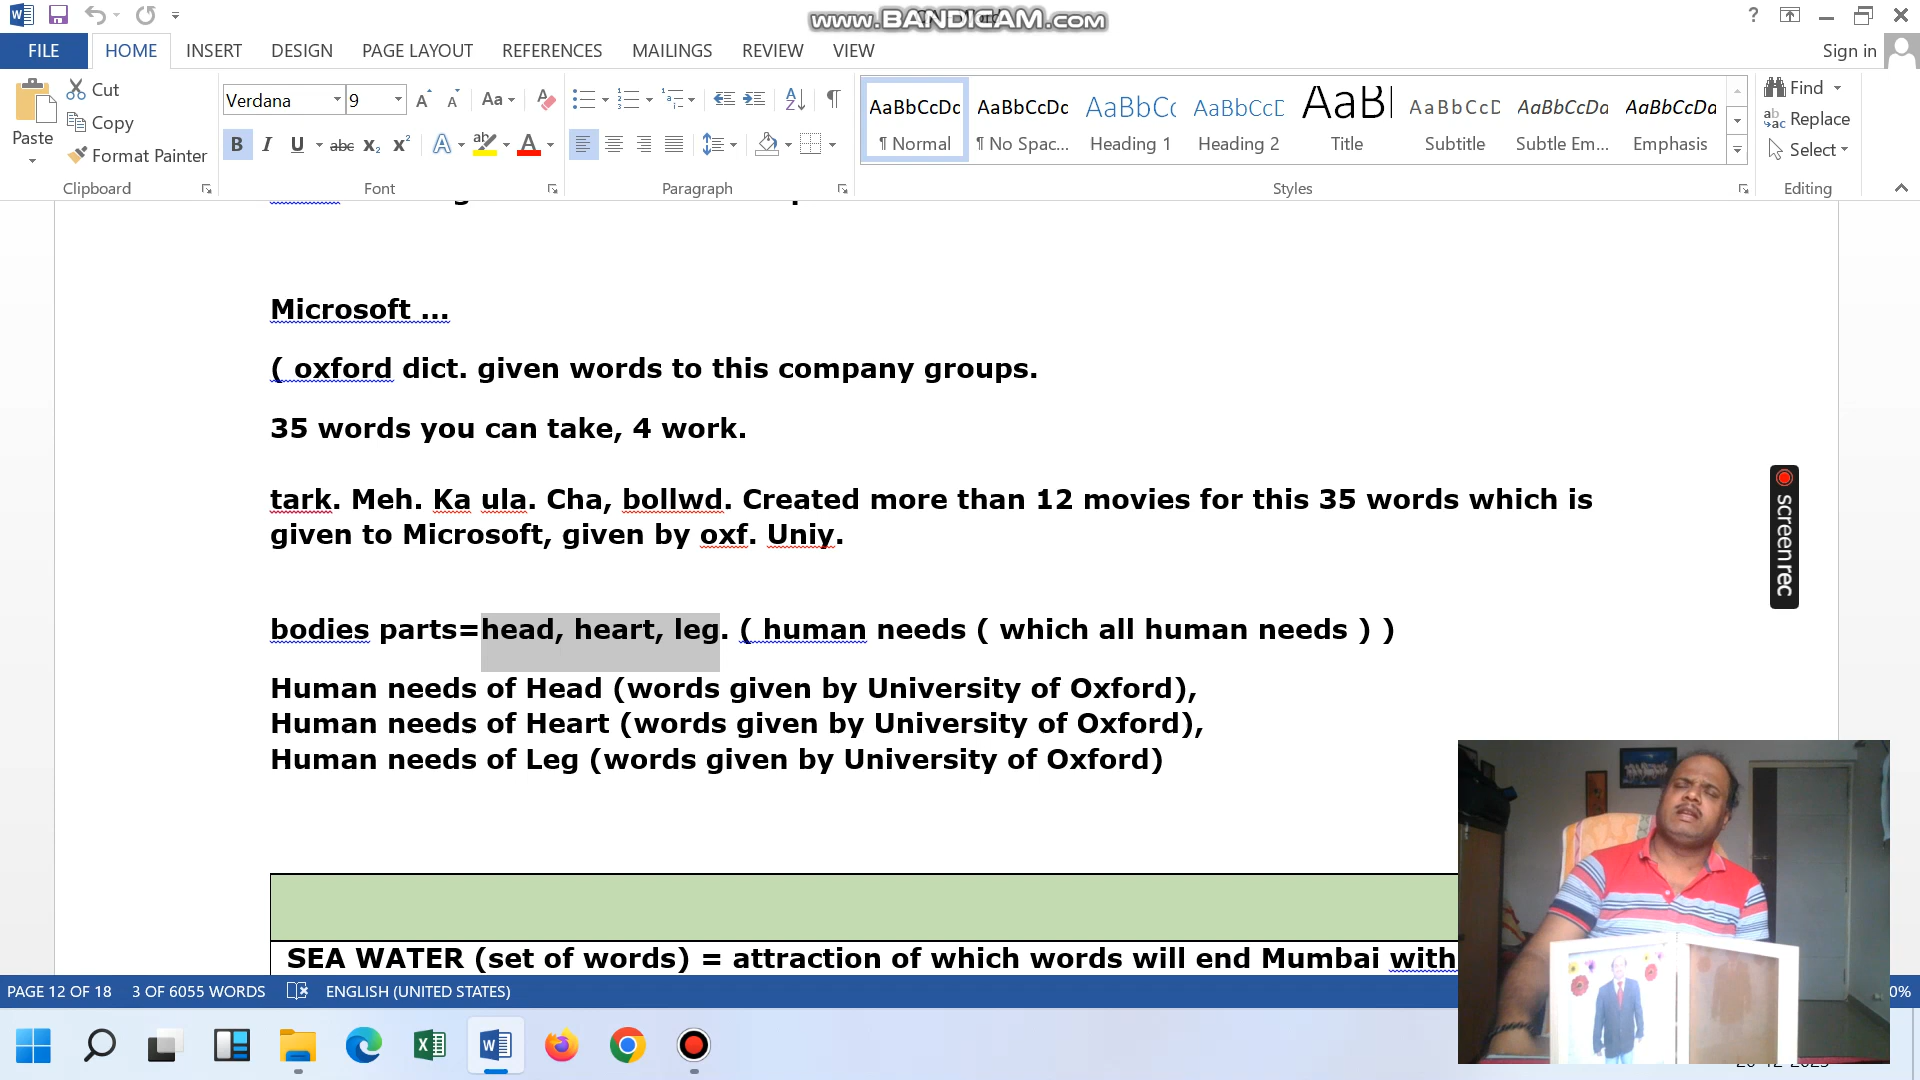 www.BANDICAM.com
FILE HOME INSERT DESIGN PAGE LAYOUT REFERENCES MAILINGS REVIEW VIEW Sign in
Cut
Copy
Format Painter
Paste
Clipboard
Verdana 9
Font
Paragraph
AaBbCcDc AaBbCcDc AaBbC AaBbCcD AaB AaBbCcD AaBbCcDa AaBbCcDa
¶ Normal ¶ No Spac... Heading 1 Heading 2 Title Subtitle Subtle Em... Emphasis
Styles
Find
Replace
Select
Editing
Microsoft ...
( oxford dict. given words to this company groups.
35 words you can take, 4 work.
tark. Meh. Ka ula. Cha, bollwd. Created more than 12 movies for this 35 words which is
given to Microsoft, given by oxf. Uniy.
bodies parts=head, heart, leg. ( human needs ( which all human needs ) )
Human needs of Head (words given by University of Oxford),
Human needs of Heart (words given by University of Oxford),
Human needs of Leg (words given by University of Oxford)
SEA WATER (set of words) = attraction of which words will end Mumbai with
screenrec
PAGE 12 OF 18 3 OF 6055 WORDS ENGLISH (UNITED STATES)